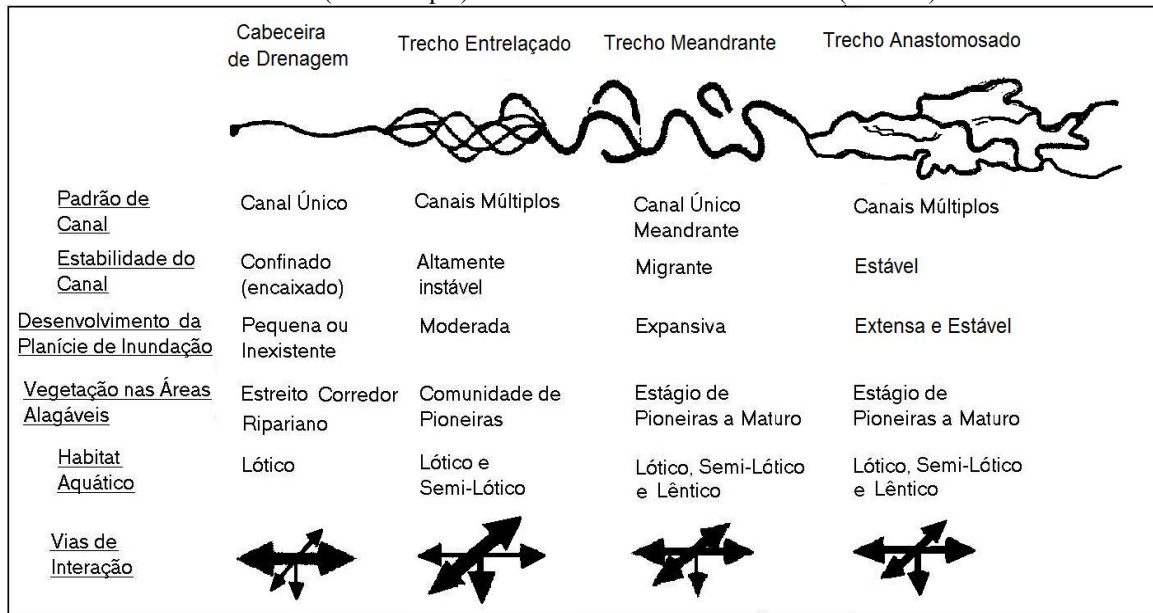 Cabeceira
de Drenagem
Trecho Entrelaçado
Trecho Meandrante
Trecho Anastomosado
Padrão de
Canal
Canal Único
Canais Múltiplos
Canal Único
Meandrante
Canais Múltiplos
Estabilidade do
Canal
Confinado
(encaixado)
Altamente
instável
Migrante
Estável
Desenvolvimento da
Planície de Inundação
Pequena ou
Inexistente
Moderada
Expansiva
Extensa e Estável
Vegetação nas Áreas
Alagáveis
Estreito Corredor
Ripariano
Comunidade de
Pioneiras
Estágio de
Pioneiras a Maturo
Estágio de
Pioneiras a Maturo
Habitat
Aquático
Lótico
Lótico e
Semi-Lótico
Lótico, Semi-Lótico
e Lêntico
Lótico, Semi-Lótico
e Lêntico
Vias de
Interação